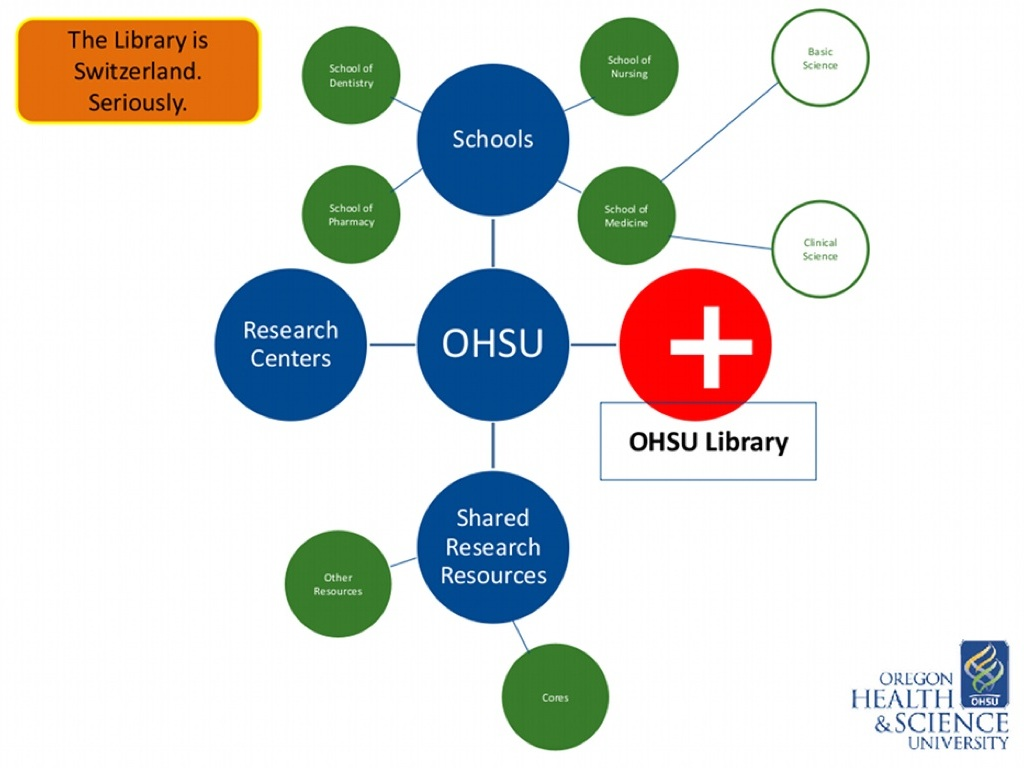 The Library is
Switzerland.
Seriously.
School of
Dentistry
Schools
School of
Nursing
Basic
Science
School of
Pharmacy
School of
Medicine
Clinical
Science
Research
Centers
OHSU
OHSU Library
Shared
Research
Resources
Other
Resources
Cores
OREGON
HEALTH
&SCIENCE
UNIVERSITY
OHSU